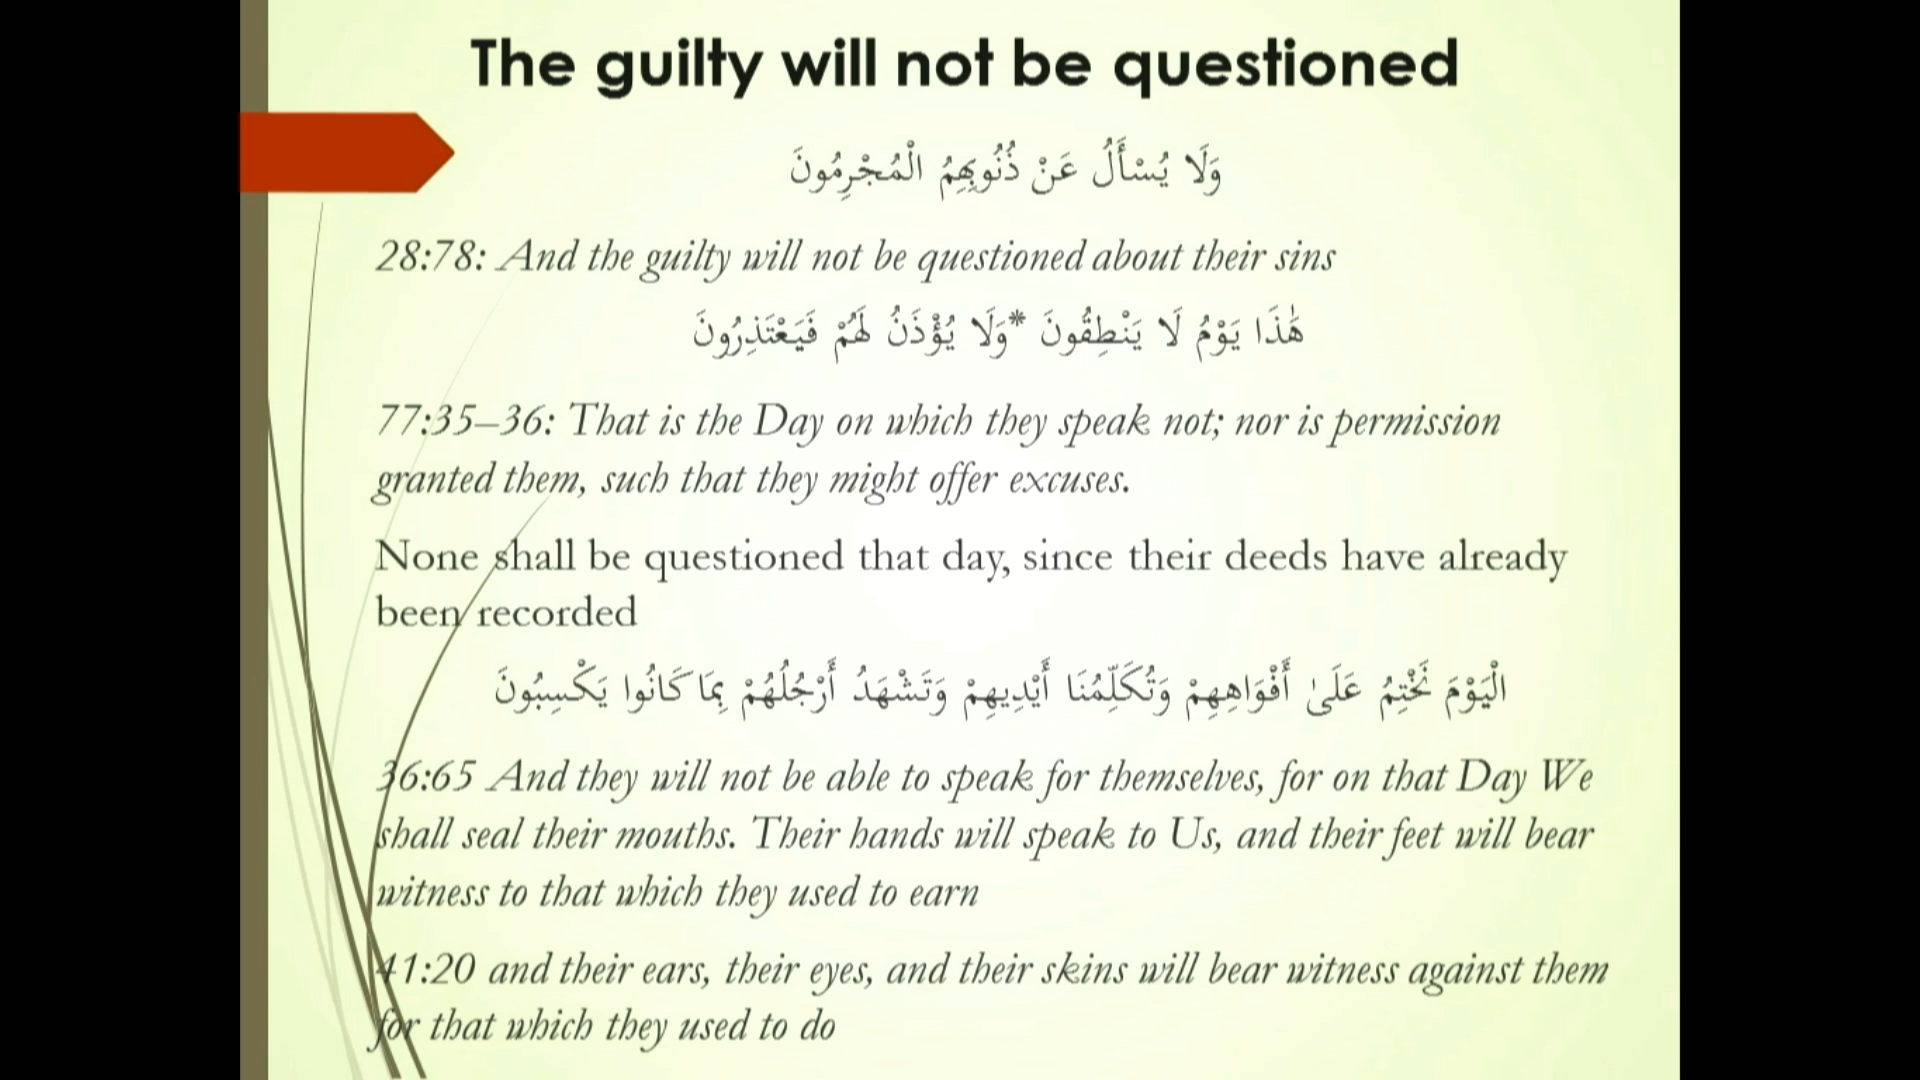 The guilty will not be questioned
وَلَا يُسْأَلُ عَنْ ذُنُوبِهِمُ الْمُجْرِمُونَ
28:78: And the guilty will not be questioned about their sins
هَٰذَا يَوْمُ لَا يَنْطِقُونَ *وَلَا يُؤْذَنُ لَهُمْ فَيَعْتَذِرُونَ
77:35–36: That is the Day on which they speak not; nor is permission
granted them, such that they might offer excuses.
None shall be questioned that day, since their deeds have already
been recorded
الْيَوْمَ نَخْتِمُ عَلَىٰ أَفْوَاهِهِمْ وَتُكَلِّمُنَا أَيْدِيهِمْ وَتَشْهَدُ أَرْجُلُهُمْ بِمَا كَانُوا يَكْسِبُونَ
36:65 And they will not be able to speak for themselves, for on that Day We
shall seal their mouths. Their hands will speak to Us, and their feet will bear
witness to that which they used to earn
41:20 and their ears, their eyes, and their skins will bear witness against them
for that which they used to do